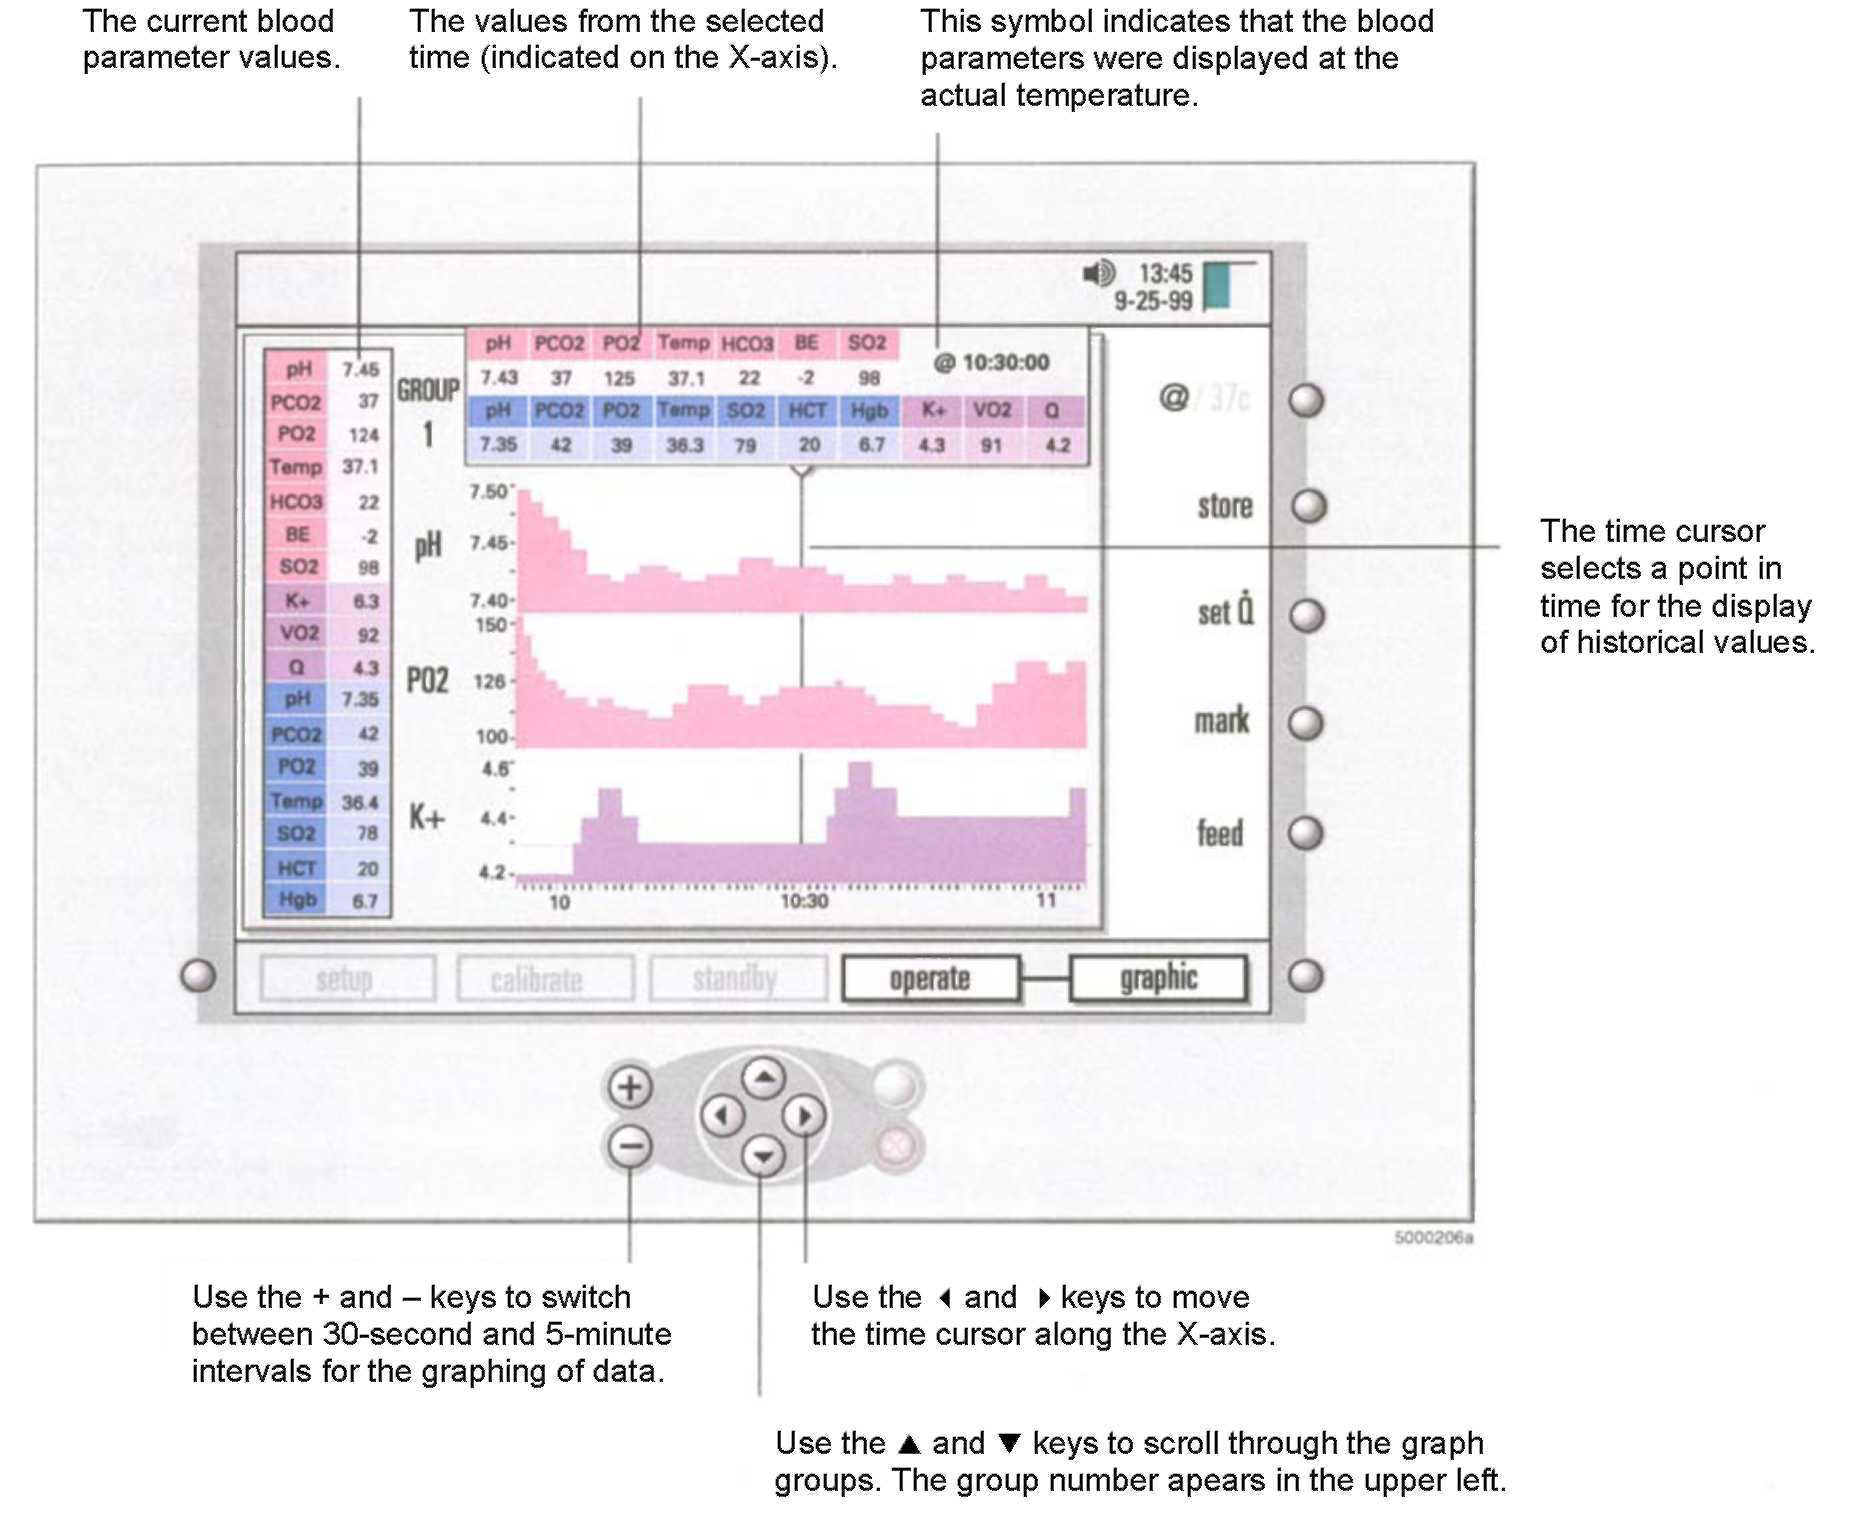 The current blood
parameter values.
The values from the selected
time (indicated on the X-axis).
This symbol indicates that the blood
parameters were displayed at the
actual temperature.
13:45
9-25-99
pH 7.45
PCO2 37
PO2 124
Temp 37.1
HCO3 22
BE -2
SO2 98
K+ 6.3
VO2 92
Q 4.3
pH 7.35
PCO2 42
PO2 39
Temp 36.4
SO2 78
HCT 20
Hgb 6.7
GROUP
1
pH PCO2 PO2 Temp HCO3 BE SO2
7.43 37 125 37.1 22 -2 98
@ 10:30:00
pH PCO2 PO2 Temp SO2 HCT Hgb K+ VO2 Q
7.35 42 39 36.3 79 20 6.7 4.3 91 4.2
pH
7.50
7.45
7.40
PO2
150
126
100
K+
4.6
4.4
4.2
10 10:30 11
@/37c
store
set Q̇
mark
feed
setup calibrate standby operate graphic
The time cursor
selects a point in
time for the display
of historical values.
+
−
5000206a
Use the + and – keys to switch
between 30-second and 5-minute
intervals for the graphing of data.
Use the ◀ and ▶ keys to move
the time cursor along the X-axis.
Use the ▲ and ▼ keys to scroll through the graph
groups. The group number apears in the upper left.